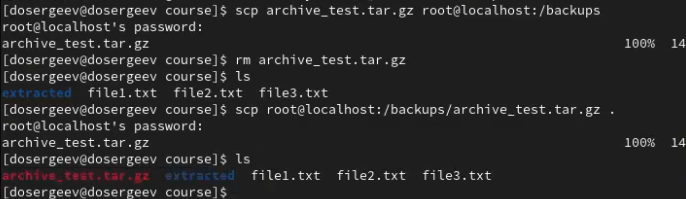 [dosergeev@dosergeev course]$ scp archive_test.tar.gz root@localhost:/backups
root@localhost's password:
archive_test.tar.gz 100% 14
[dosergeev@dosergeev course]$ rm archive_test.tar.gz
[dosergeev@dosergeev course]$ ls
extracted file1.txt file2.txt file3.txt
[dosergeev@dosergeev course]$ scp root@localhost:/backups/archive_test.tar.gz .
root@localhost's password:
archive_test.tar.gz 100% 14
[dosergeev@dosergeev course]$ ls
archive_test.tar.gz extracted file1.txt file2.txt file3.txt
[dosergeev@dosergeev course]$